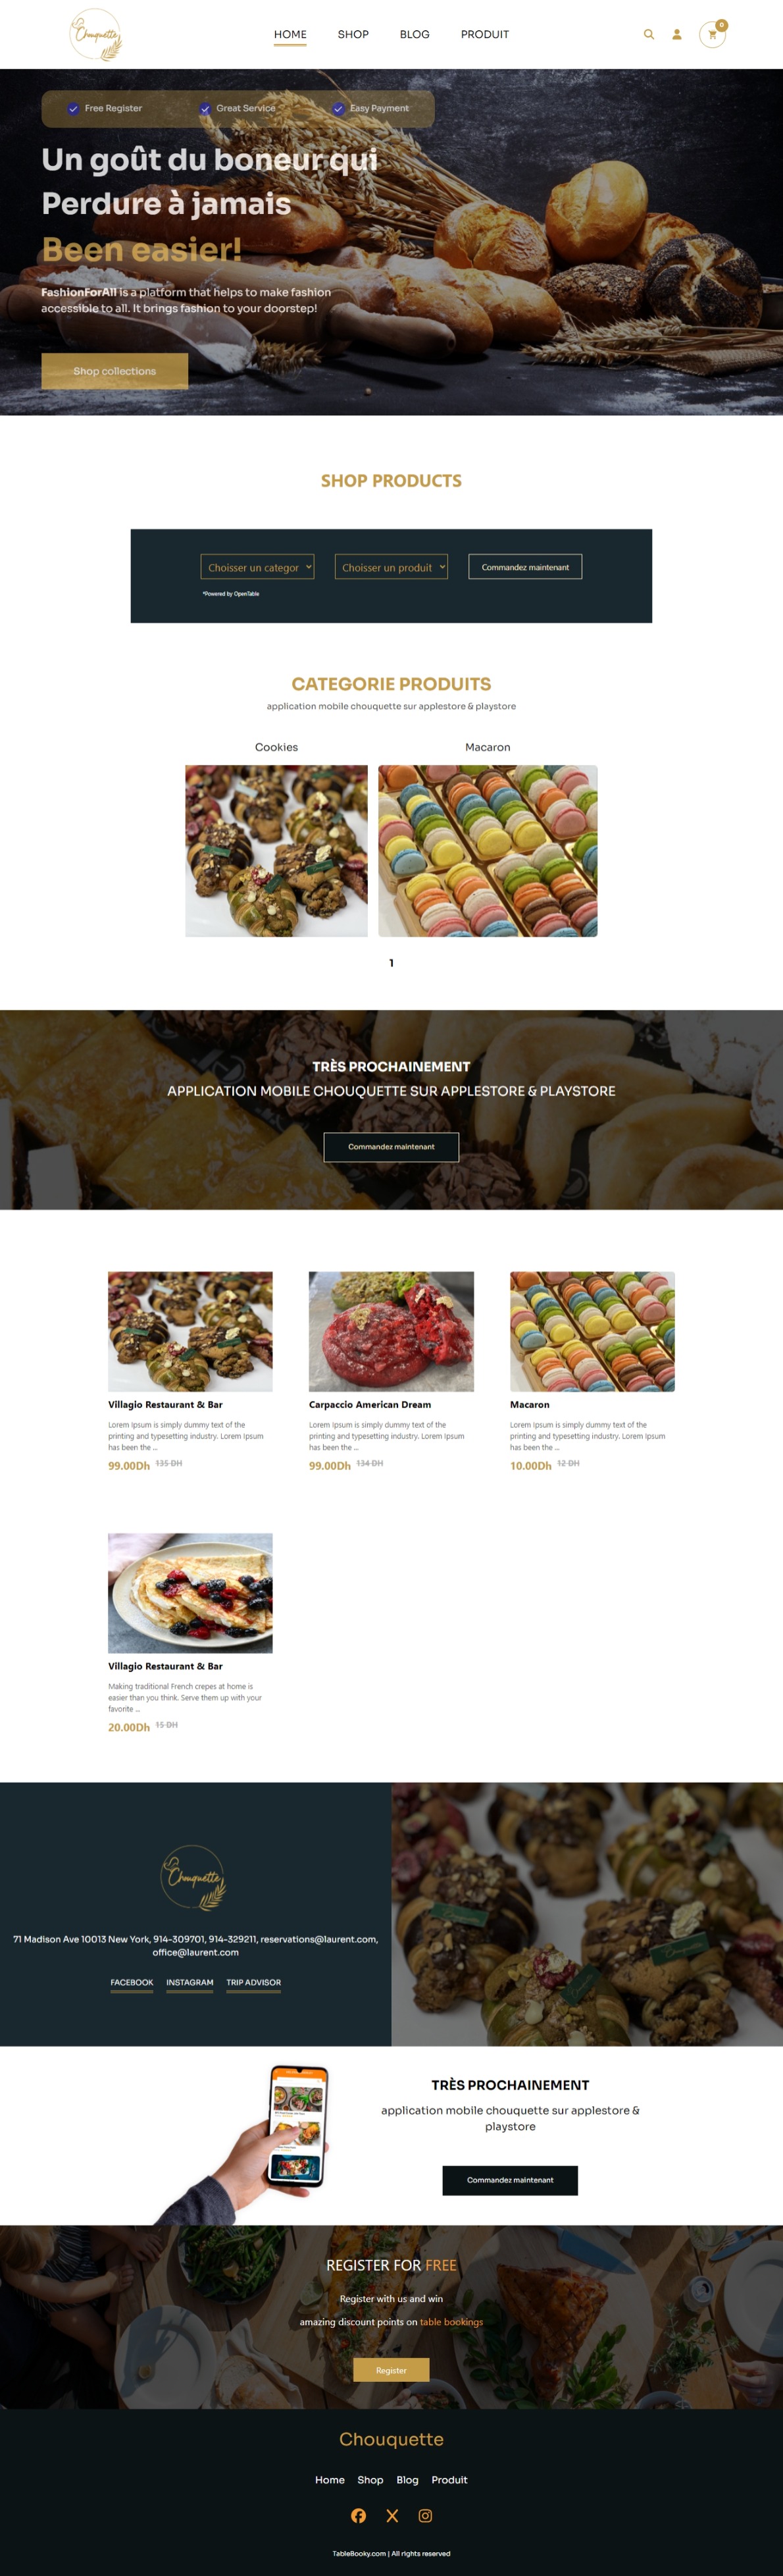 Chouquette
HOME SHOP BLOG PRODUIT
0
Free Register Great Service Easy Payment
Un goût du boneur qui
Perdure à jamais
Been easier!
FashionForAll is a platform that helps to make fashion
accessible to all. It brings fashion to your doorstep!
Shop collections
SHOP PRODUCTS
Choisser un categor Choisser un produit Commandez maintenant
*Powered by OpenTable
CATEGORIE PRODUITS
application mobile chouquette sur applestore & playstore
Cookies Macaron
1
TRÈS PROCHAINEMENT
APPLICATION MOBILE CHOUQUETTE SUR APPLESTORE & PLAYSTORE
Commandez maintenant
Villagio Restaurant & Bar
Lorem Ipsum is simply dummy text of the
printing and typesetting industry. Lorem Ipsum
has been the ...
99.00Dh 135 DH
Carpaccio American Dream
Lorem Ipsum is simply dummy text of the
printing and typesetting industry. Lorem Ipsum
has been the ...
99.00Dh 134 DH
Macaron
Lorem Ipsum is simply dummy text of the
printing and typesetting industry. Lorem Ipsum
has been the ...
10.00Dh 12 DH
Villagio Restaurant & Bar
Making traditional French crepes at home is
easier than you think. Serve them up with your
favorite ...
20.00Dh 15 DH
Chouquette
71 Madison Ave 10013 New York, 914-309701, 914-329211, reservations@laurent.com,
office@laurent.com
FACEBOOK INSTAGRAM TRIP ADVISOR
TRÈS PROCHAINEMENT
application mobile chouquette sur applestore &
playstore
Commandez maintenant
REGISTER FOR FREE
Register with us and win
amazing discount points on table bookings
Register
Chouquette
Home Shop Blog Produit
TableBooky.com | All rights reserved